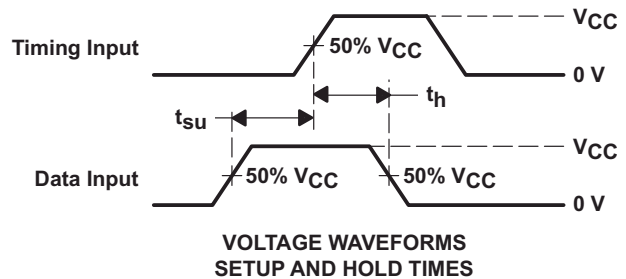 VCC
Timing Input
50% VCC
0 V
th
tsu
VCC
Data Input
50% VCC
50% VCC
0 V
VOLTAGE WAVEFORMS
SETUP AND HOLD TIMES